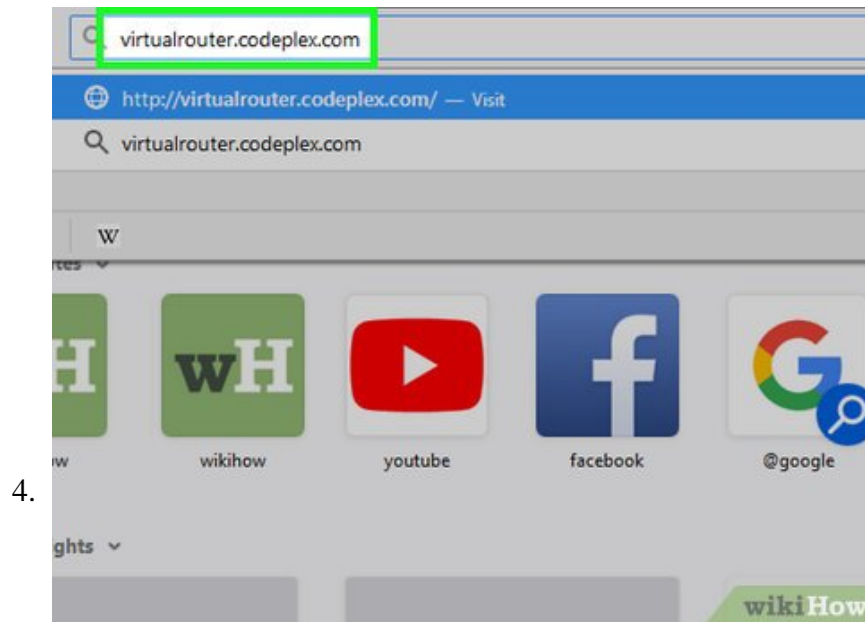 virtualrouter.codeplex.com
http://virtualrouter.codeplex.com/ — Visit
virtualrouter.codeplex.com
W
H
wH
f
G
wikihow
youtube
facebook
@google
4.
wikiHow